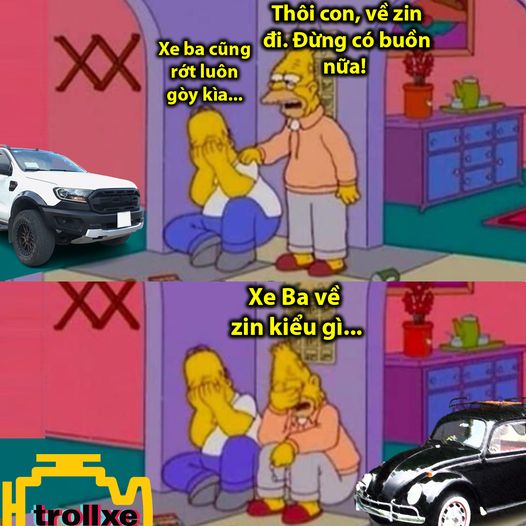 Thôi con, về zin
đi. Đừng có buồn
nữa!
Xe ba cũng
rớt luôn
gòy kìa...
Xe Ba về
zin kiểu gì...
trollxe